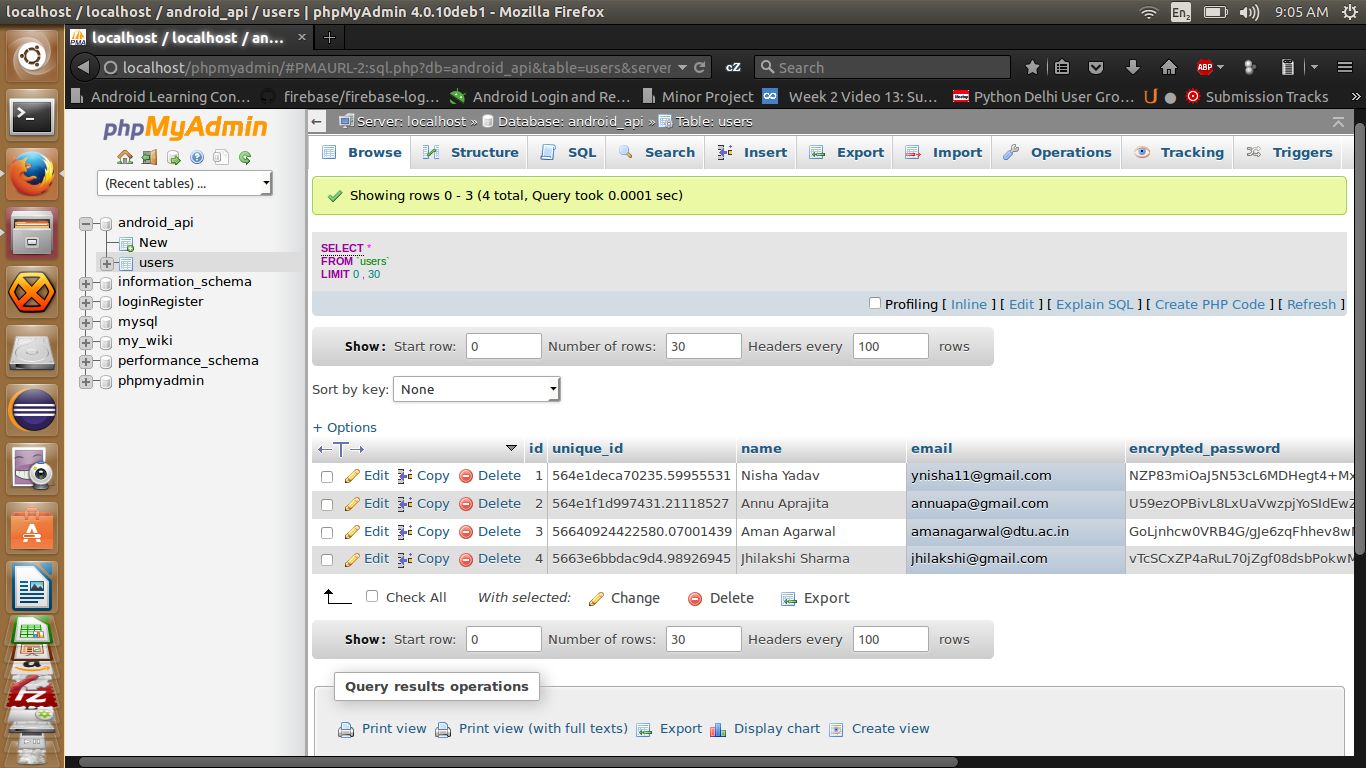 localhost / localhost / android_api / users | phpMyAdmin 4.0.10deb1 - Mozilla Firefox
En2
9:05 AM
localhost / localhost / an...
localhost/phpmyadmin/#PMAURL-2:sql.php?db=android_api&table=users&server
cZ
Search
ABP
Android Learning Con...
firebase/firebase-log...
Android Login and Re...
Minor Project
Week 2 Video 13: Su...
Python Delhi User Gro...
Submission Tracks
»
phpMyAdmin
(Recent tables) ...
android_api
New
users
information_schema
loginRegister
mysql
my_wiki
performance_schema
phpmyadmin
Server: localhost » Database: android_api » Table: users
Browse Structure SQL Search Insert Export Import Operations Tracking Triggers
Showing rows 0 - 3 (4 total, Query took 0.0001 sec)
SELECT *
FROM `users`
LIMIT 0 , 30
Profiling [ Inline ] [ Edit ] [ Explain SQL ] [ Create PHP Code ] [ Refresh ]
Show: Start row: 0 Number of rows: 30 Headers every 100 rows
Sort by key: None
+ Options
←T→ id unique_id name email encrypted_password
Edit Copy Delete 1 564e1deca70235.59955531 Nisha Yadav ynisha11@gmail.com NZP83miOaJ5N53cL6MDHegt4+Mx
Edit Copy Delete 2 564e1f1d997431.21118527 Annu Aprajita annuapa@gmail.com U59ezOPBivL8LxUaVwzpjYoSIdEwZ
Edit Copy Delete 3 56640924422580.07001439 Aman Agarwal amanagarwal@dtu.ac.in GoLjnhcw0VRB4G/gJe6zqFhhev8wN
Edit Copy Delete 4 5663e6bbdac9d4.98926945 Jhilakshi Sharma jhilakshi@gmail.com vTcSCxZP4aRuL70jZgf08dsbPokwM
Check All With selected: Change Delete Export
Show: Start row: 0 Number of rows: 30 Headers every 100 rows
Query results operations
Print view Print view (with full texts) Export Display chart Create view